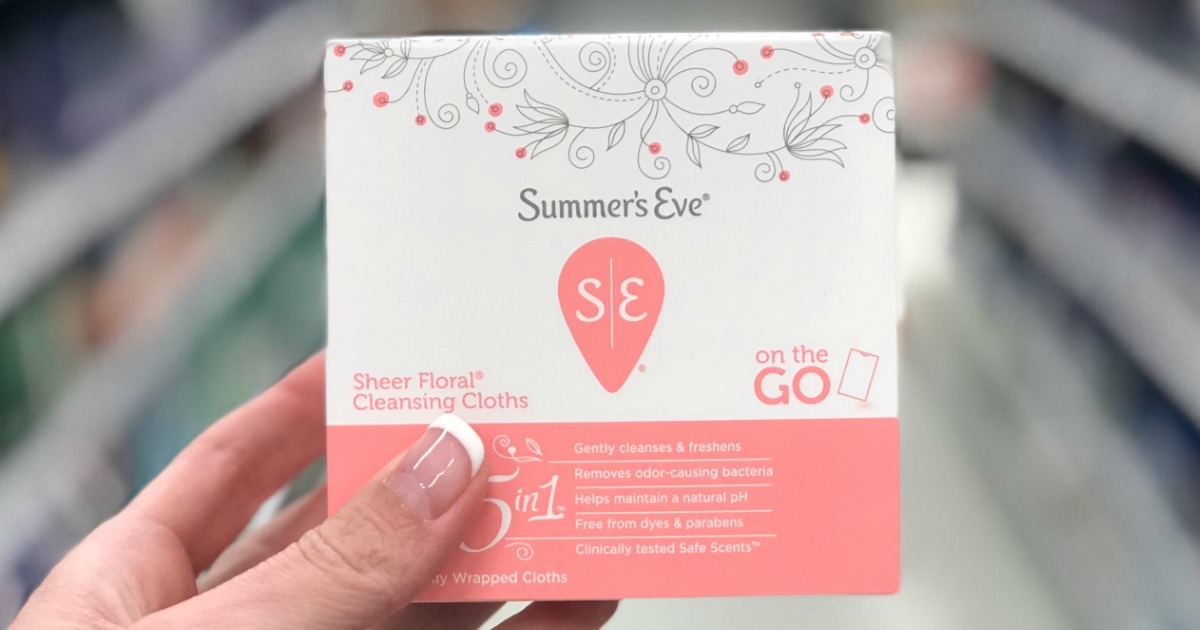 Summer's Eve®
S|E®
Sheer Floral®
Cleansing Cloths
on the
GO
5 in 1™
Gently cleanses & freshens
Removes odor-causing bacteria
Helps maintain a natural pH
Free from dyes & parabens
Clinically tested Safe Scents™
Wrapped Cloths